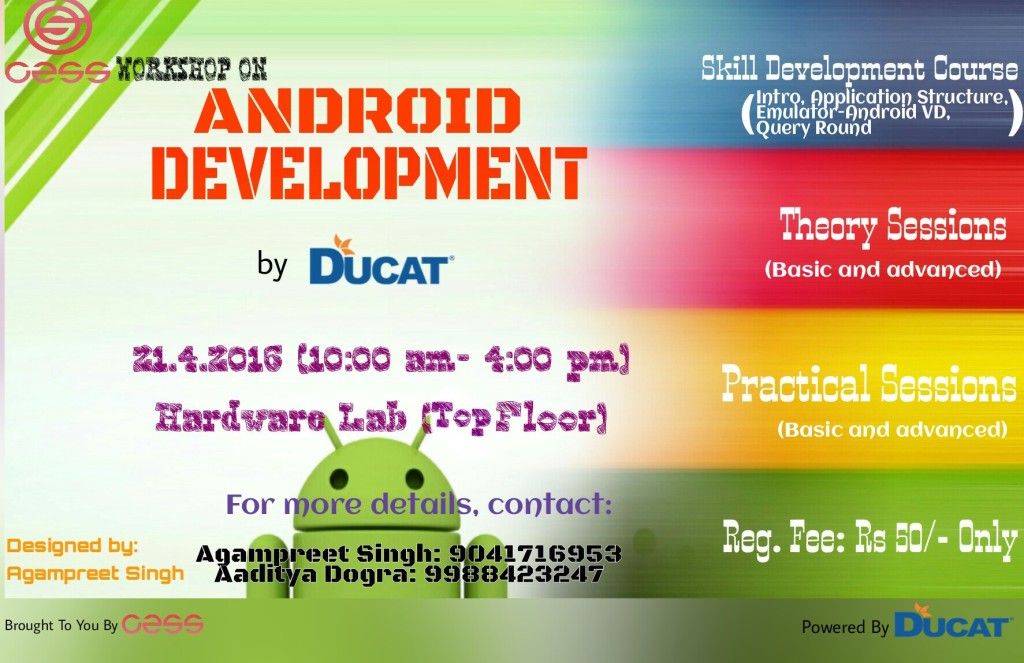 CESS
WORKSHOP ON
ANDROID
DEVELOPMENT
by DUCAT®
21.4.2016 (10:00 am- 4:00 pm)
Hardware Lab (Top Floor)
For more details, contact:
Agampreet Singh: 9041716953
Aaditya Dogra: 9988423247
Designed by:
Agampreet Singh
Skill Development Course
(Intro, Application Structure,
Emulator-Android VD,
Query Round)
Theory Sessions
(Basic and advanced)
Practical Sessions
(Basic and advanced)
Reg. Fee: Rs 50/- Only
Brought To You By CESS
Powered By DUCAT®